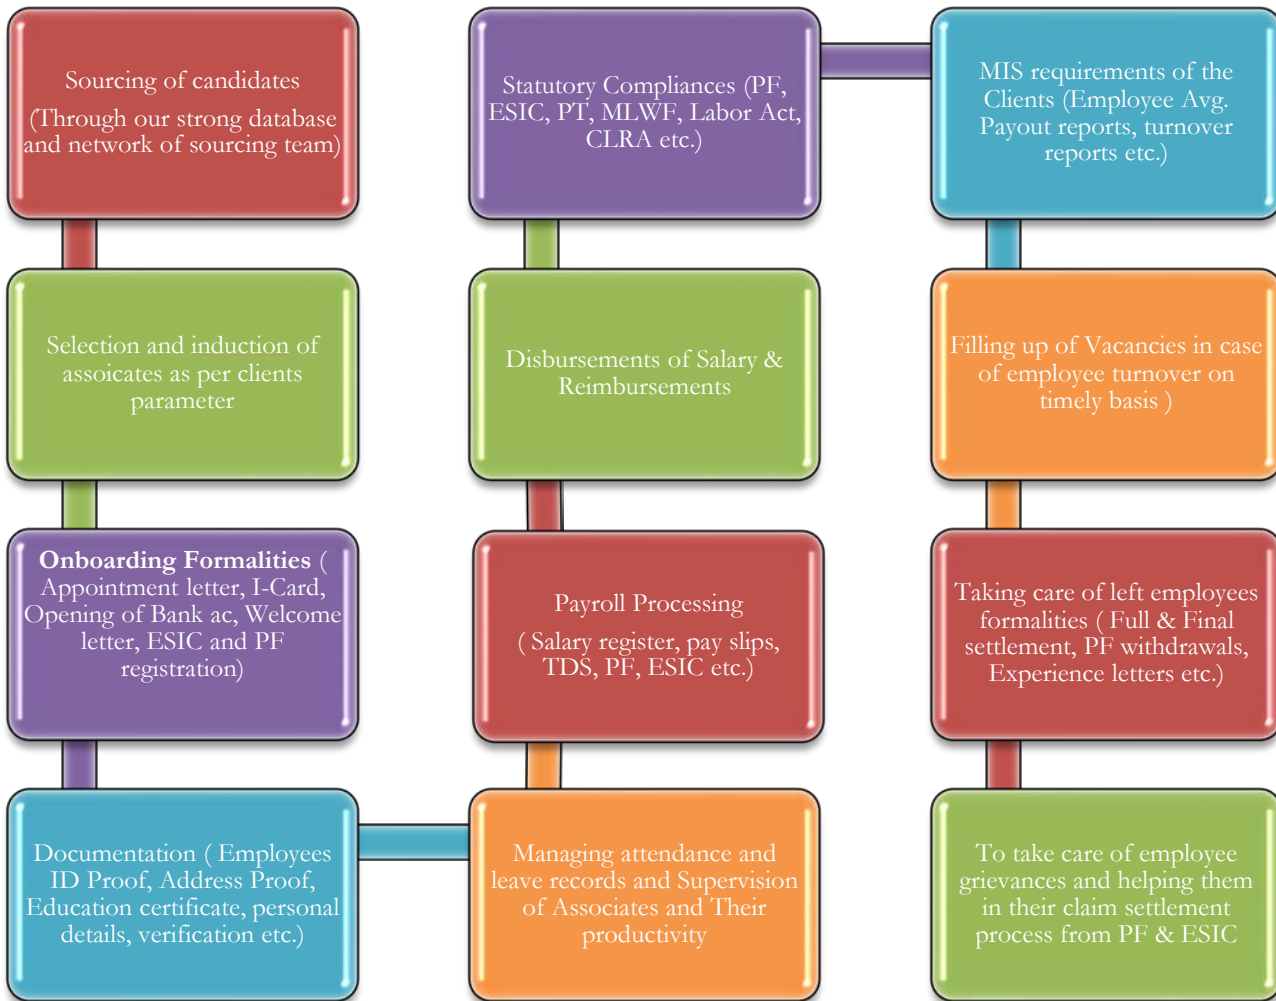 Sourcing of candidates
(Through our strong database
and network of sourcing team)
Selection and induction of
assoicates as per clients
parameter
Onboarding Formalities (
Appointment letter, I-Card,
Opening of Bank ac, Welcome
letter, ESIC and PF
registration)
Documentation ( Employees
ID Proof, Address Proof,
Education certificate, personal
details, verification etc.)
Managing attendance and
leave records and Supervision
of Associates and Their
productivity
Payroll Processing
( Salary register, pay slips,
TDS, PF, ESIC etc.)
Disbursements of Salary &
Reimbursements
Statutory Compliances (PF,
ESIC, PT, MLWF, Labor Act,
CLRA etc.)
MIS requirements of the
Clients (Employee Avg.
Payout reports, turnover
reports etc.)
Filling up of Vacancies in case
of employee turnover on
timely basis )
Taking care of left employees
formalities ( Full & Final
settlement, PF withdrawals,
Experience letters etc.)
To take care of employee
grievances and helping them
in their claim settlement
process from PF & ESIC